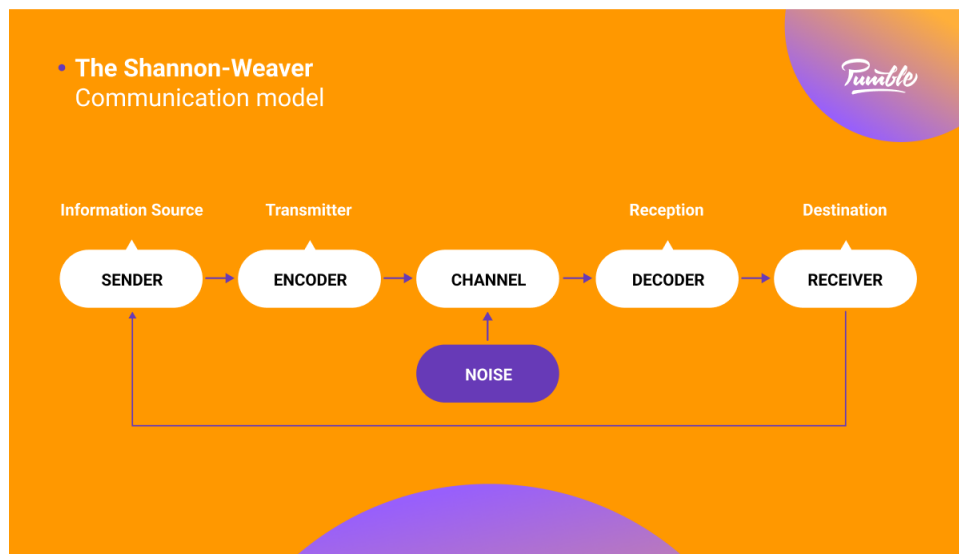 • The Shannon-Weaver
Communication model
Pumble
Information Source
Transmitter
Reception
Destination
SENDER
ENCODER
CHANNEL
DECODER
RECEIVER
NOISE